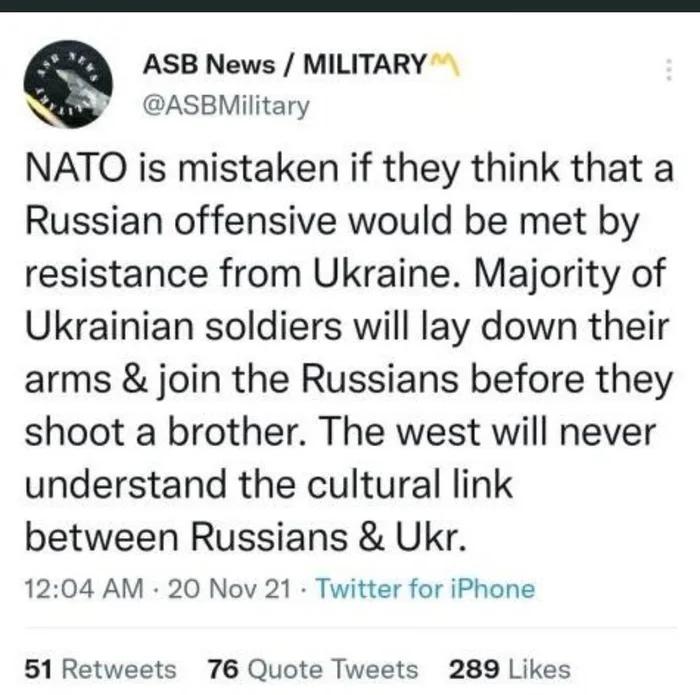 ASB News / MILITARY
@ASBMilitary
NATO is mistaken if they think that a
Russian offensive would be met by
resistance from Ukraine. Majority of
Ukrainian soldiers will lay down their
arms & join the Russians before they
shoot a brother. The west will never
understand the cultural link
between Russians & Ukr.
12:04 AM · 20 Nov 21 · Twitter for iPhone
51 Retweets 76 Quote Tweets 289 Likes